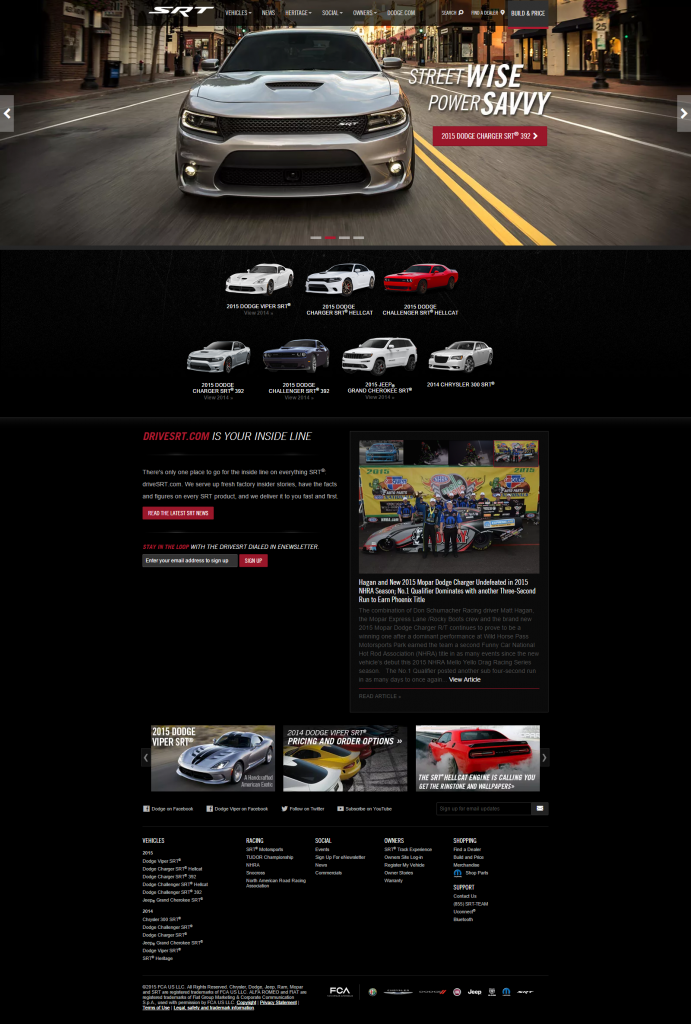 SRT VEHICLES NEWS HERITAGE SOCIAL OWNERS DODGE.COM SEARCH FIND A DEALER BUILD & PRICE
STREETWISE
POWERSAVVY
2015 DODGE CHARGER SRT® 392
2015 DODGE VIPER SRT®
View 2014 »
2015 DODGE
CHARGER SRT® HELLCAT
2015 DODGE
CHALLENGER SRT® HELLCAT
2015 DODGE
CHARGER SRT® 392
View 2014 »
2015 DODGE
CHALLENGER SRT® 392
View 2014 »
2015 JEEP®
GRAND CHEROKEE SRT®
View 2014 »
2014 CHRYSLER 300 SRT®
DRIVESRT.COM IS YOUR INSIDE LINE
There's only one place to go for the inside line on everything SRT®:
driveSRT.com. We serve up fresh factory insider stories, have the facts
and figures on every SRT product, and we deliver it to you fast and first.
READ THE LATEST SRT NEWS
STAY IN THE LOOP WITH THE DRIVESRT DIALED IN ENEWSLETTER.
Enter your email address to sign up SIGN UP
2015 2015
Hagan and New 2015 Mopar Dodge Charger Undefeated in 2015
NHRA Season; No.1 Qualifier Dominates with another Three-Second
Run to Earn Phoenix Title
The combination of Don Schumacher Racing driver Matt Hagan,
the Mopar Express Lane /Rocky Boots crew and the brand new
2015 Mopar Dodge Charger R/T continues to prove to be a
winning one after a dominant performance at Wild Horse Pass
Motorsports Park earned the team a second Funny Car National
Hot Rod Association (NHRA) title in as many events since the new
vehicle's debut this 2015 NHRA Mello Yello Drag Racing Series
season. The No.1 Qualifier posted another sub four-second run
in as many days to once again... View Article
READ ARTICLE »
2015 DODGE
VIPER SRT®
A Handcrafted
American Exotic
2014 DODGE VIPER SRT®
PRICING AND ORDER OPTIONS »
THE SRT® HELLCAT ENGINE IS CALLING YOU
GET THE RINGTONE AND WALLPAPERS»
Dodge on Facebook
Dodge Viper on Facebook
Follow on Twitter
Subscribe on YouTube
Sign up for email updates
VEHICLES
2015
Dodge Viper SRT®
Dodge Charger SRT® Hellcat
Dodge Charger SRT® 392
Dodge Challenger SRT® Hellcat
Dodge Challenger SRT® 392
Jeep® Grand Cherokee SRT®
2014
Chrysler 300 SRT®
Dodge Challenger SRT®
Dodge Charger SRT®
Jeep® Grand Cherokee SRT®
Dodge Viper SRT®
SRT® Heritage
RACING
SRT® Motorsports
TUDOR Championship
NHRA
Srnoross
North American Road Racing
Association
SOCIAL
Events
Sign Up For eNewsletter
News
Commercials
OWNERS
SRT® Track Experience
Owners Site Log-in
Register My Vehicle
Owner Stories
Warranty
SHOPPING
Find a Dealer
Build and Price
Merchandise
Shop Parts
SUPPORT
Contact Us
(855) SRT-TEAM
Uconnect®
Bluetooth
©2015 FCA US LLC. All Rights Reserved. Chrysler, Dodge, Jeep, Ram, Mopar
and SRT are registered trademarks of FCA US LLC. ALFA ROMEO and FIAT are
registered trademarks of Fiat Group Marketing & Corporate Communication
S.p.A., used with permission by FCA US LLC. Copyright | Privacy Statement |
Terms of Use | Legal, safety and trademark information
FCA CHRYSLER DODGE Jeep RAM SRT